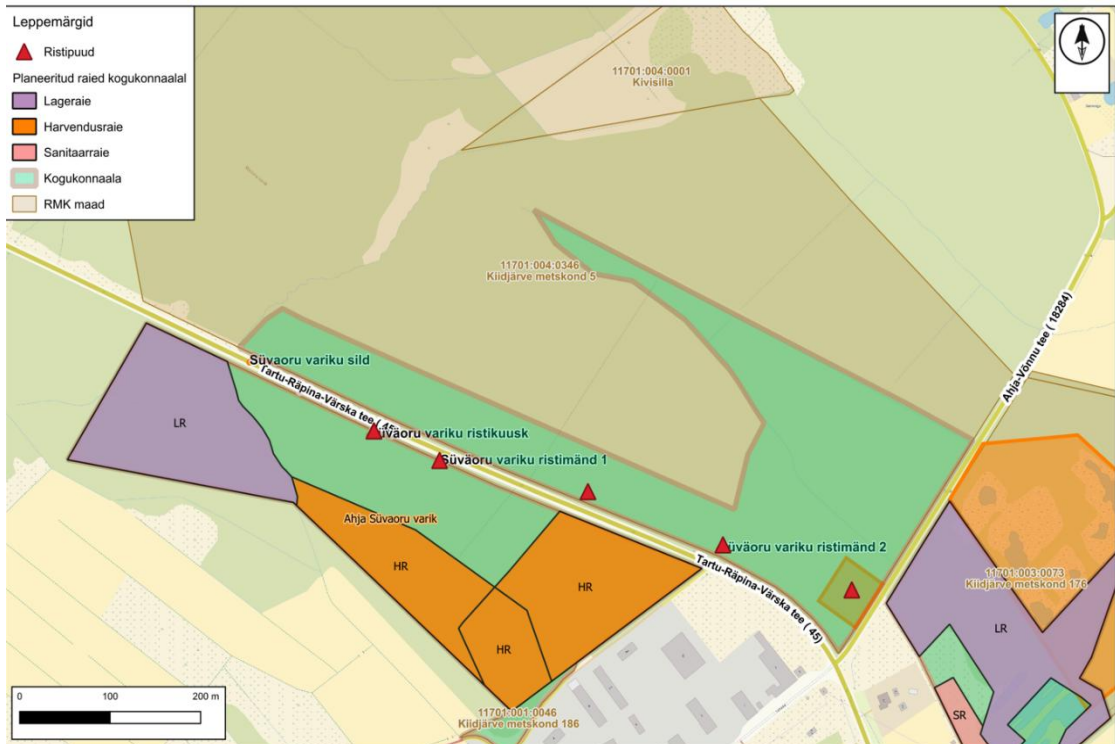 Leppemärgid
Ristipuud
Planeeritud raied kogukonnaalal
Lageraie
Harvendusraie
Sanitaarraie
Kogukonnaala
RMK maad
11701:004:0001
Kivisilla
11701:004:0346
Kiidjärve metskond 5
Ahja-Võnnu tee ( 18284)
Süvaoru variku sild
Tartu-Räpina-Värska tee ( 45)
Süväoru variku ristikuusk
Süväoru variku ristimänd 1
LR
Ahja Süvaoru varik
HR
HR
HR
Süväoru variku ristimänd 2
Tartu-Räpina-Värska tee ( 45)
11701:003:0073
Kiidjärve metskond 176
LR
SR
11701:001:0046
Kiidjärve metskond 186
0 100 200 m